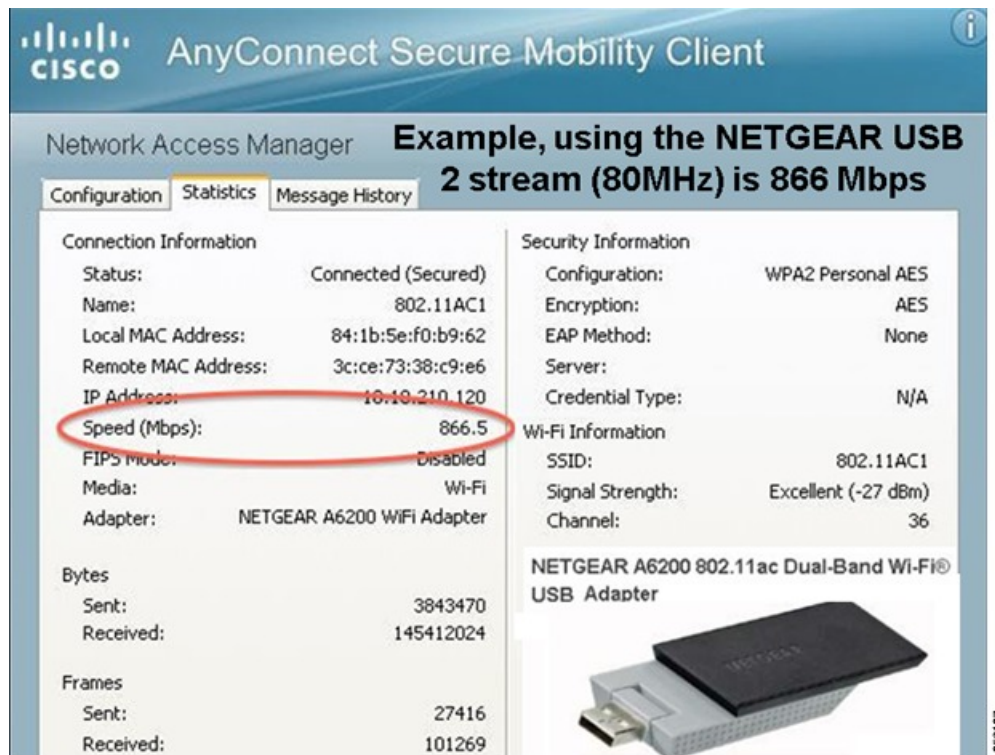 CISCO
AnyConnect Secure Mobility Client
i
Network Access Manager
Example, using the NETGEAR USB
2 stream (80MHz) is 866 Mbps
Configuration Statistics Message History
Connection Information
Status: Connected (Secured)
Name: 802.11AC1
Local MAC Address: 84:1b:5e:f0:b9:62
Remote MAC Address: 3c:ce:73:38:c9:e6
IP Address: 10.10.210.120
Speed (Mbps): 866.5
FIPS Mode: Disabled
Media: Wi-Fi
Adapter: NETGEAR A6200 WiFi Adapter
Bytes
Sent: 3843470
Received: 145412024
Frames
Sent: 27416
Received: 101269
Security Information
Configuration: WPA2 Personal AES
Encryption: AES
EAP Method: None
Server:
Credential Type: N/A
Wi-Fi Information
SSID: 802.11AC1
Signal Strength: Excellent (-27 dBm)
Channel: 36
NETGEAR A6200 802.11ac Dual-Band Wi-Fi®
USB Adapter
NETGEAR